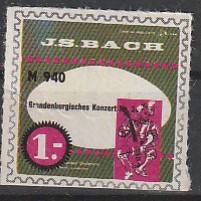 J.S.BACH
M 940
Brandenburgisches Konzert
1.-